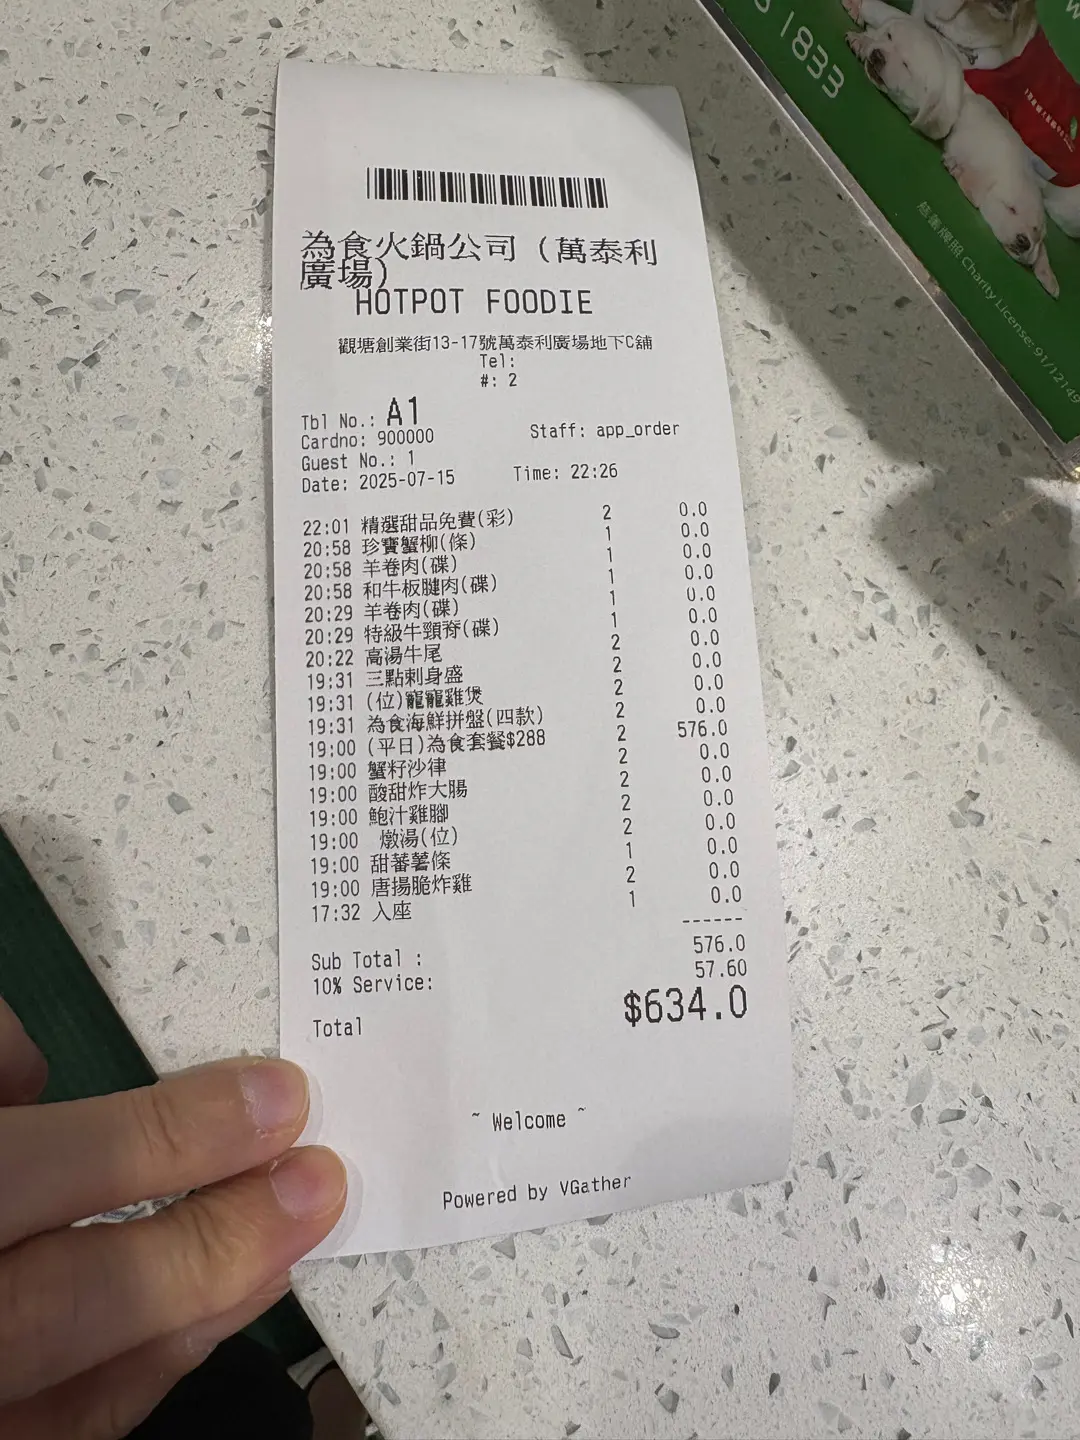 為食火鍋公司 (萬泰利
廣場)
HOTPOT FOODIE
觀塘創業街13-17號萬泰利廣場地下C舖
Tel:
#: 2
Tbl No.: A1
Cardno: 900000 Staff: app_order
Guest No.: 1
Date: 2025-07-15 Time: 22:26
22:01 精選甜品免費(彩) 2 0.0
20:58 珍寶蟹柳(條) 1 0.0
20:58 羊卷肉(碟) 1 0.0
20:58 和牛板腱肉(碟) 1 0.0
20:29 羊卷肉(碟) 1 0.0
20:29 特級牛頸脊(碟) 1 0.0
20:22 高湯牛尾 2 0.0
19:31 三點刺身盛 2 0.0
19:31 (位)寵寵雞煲 2 0.0
19:31 為食海鮮拼盤(四款) 2 0.0
19:00 (平日)為食套餐$288 2 576.0
19:00 蟹籽沙律 2 0.0
19:00 酸甜炸大腸 2 0.0
19:00 鮑汁雞腳 2 0.0
19:00 燉湯(位) 2 0.0
19:00 甜蕃薯條 1 0.0
19:00 唐揚脆炸雞 2 0.0
17:32 入座 1 0.0
------
Sub Total : 576.0
10% Service: 57.60
Total $634.0
~ Welcome ~
Powered by VGather
1833
慈善牌照 Charity License: 91/12149